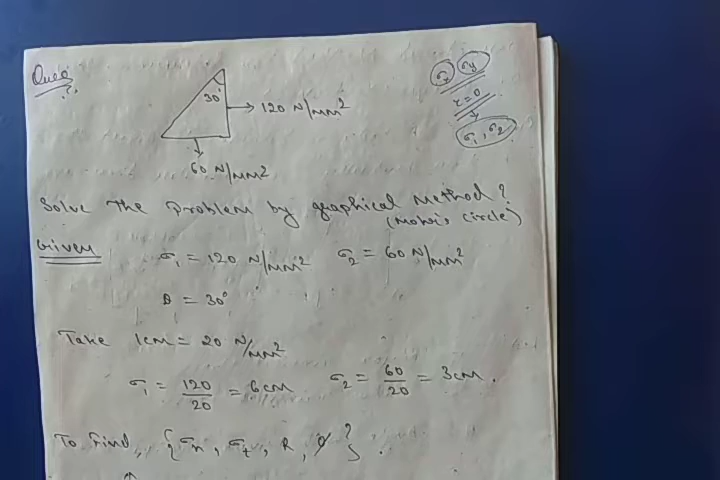 Ques
?
30°
120 N/mm²
60 N/mm²
σx σy
τ=0
σ1, σ2
Solve the Problem by graphical Method?
(Mohr's circle)
Given
σ1 = 120 N/mm² σ2 = 60 N/mm²
θ = 30°
Take 1cm = 20 N/mm²
σ1 = 120/20 = 6cm σ2 = 60/20 = 3cm.
To Find, {σn, σt, R, φ?}.